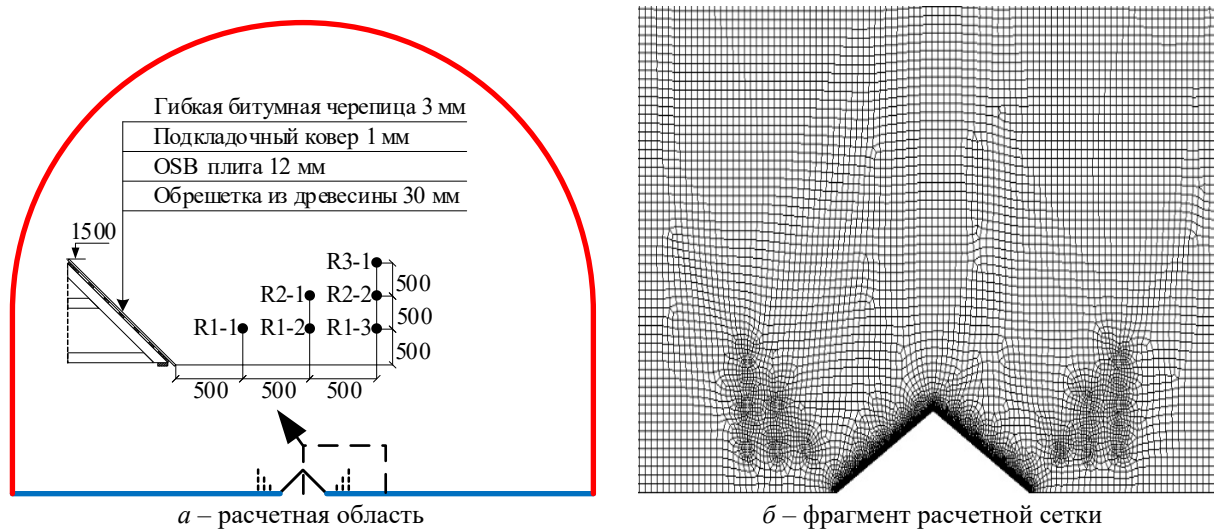 Гибкая битумная черепица 3 мм
Подкладочный ковер 1 мм
OSB плита 12 мм
Обрешетка из древесины 30 мм
1500
R3-1
500
R2-1 R2-2
500
R1-1 R1-2 R1-3
500
500 500 500
а – расчетная область
б – фрагмент расчетной сетки